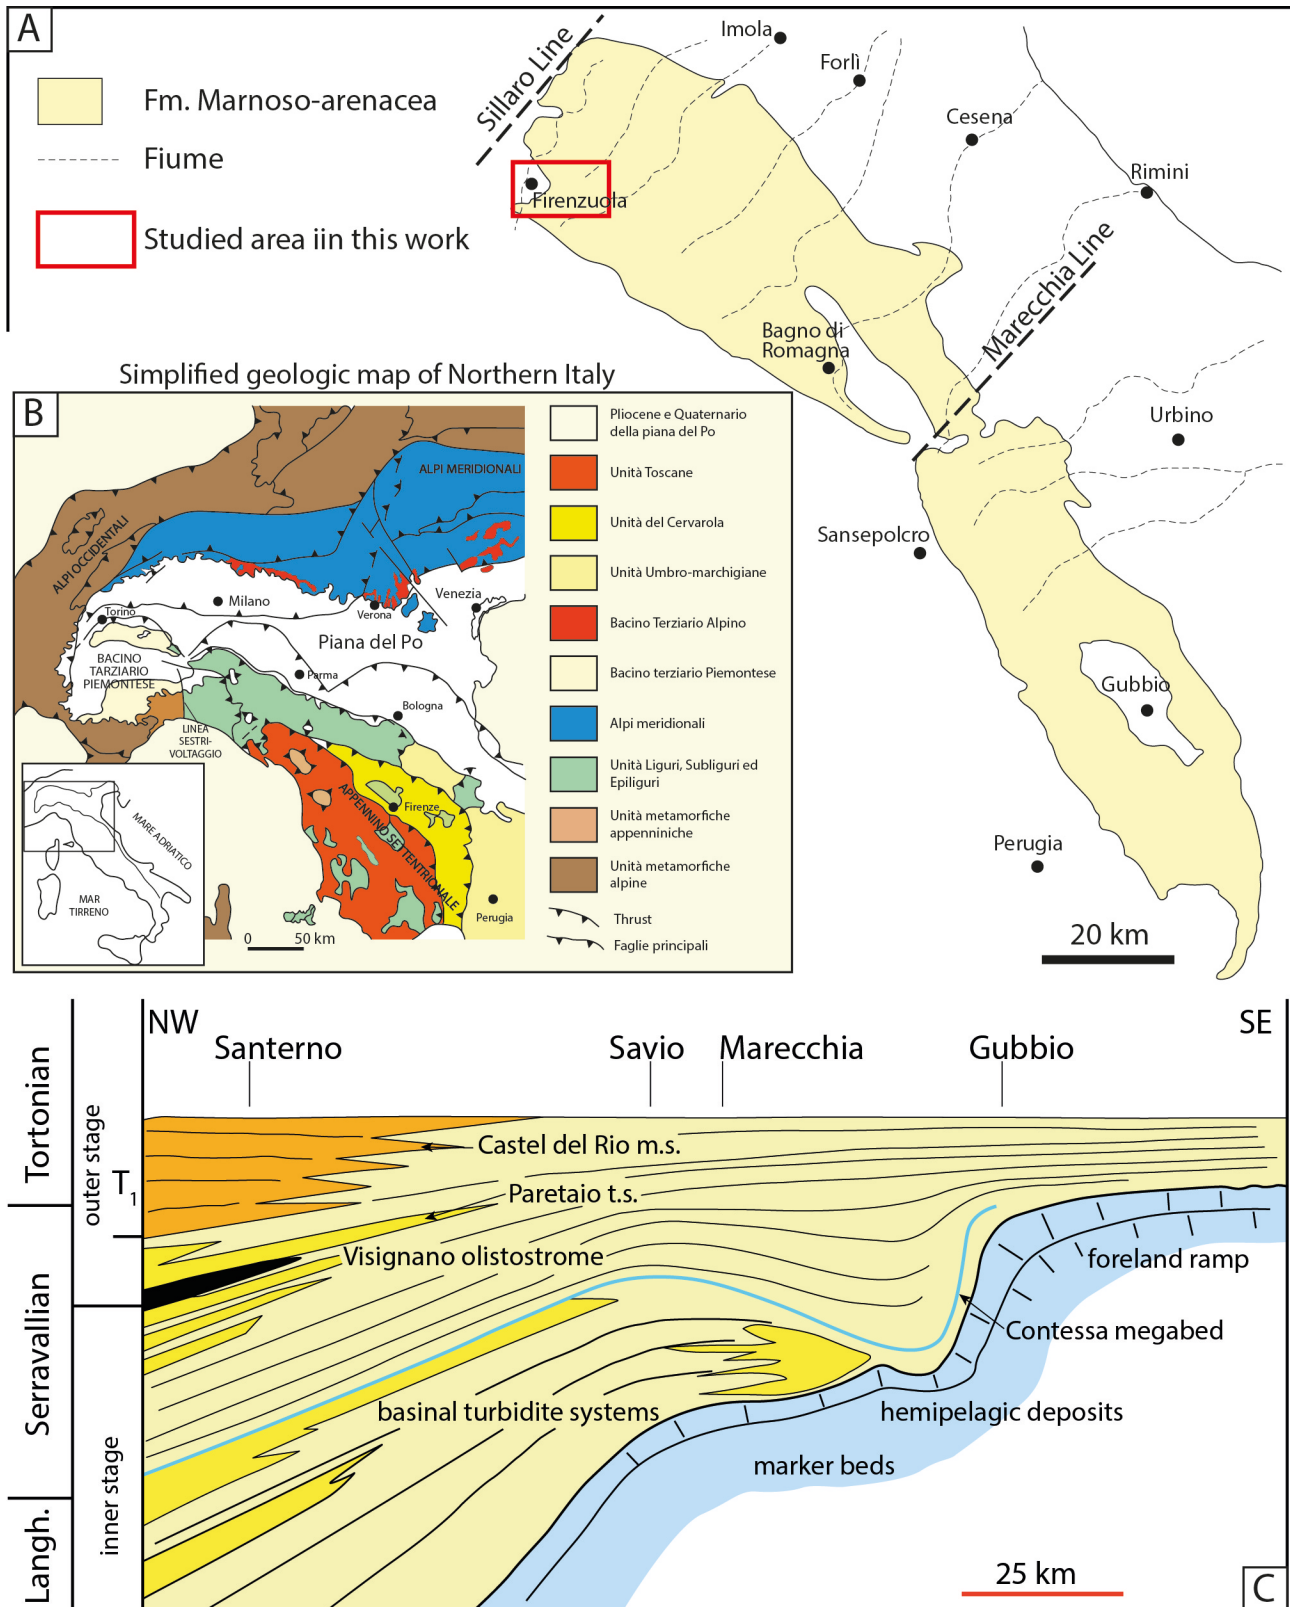 A
Fm. Marnoso-arenacea
Fiume
Studied area iin this work
Sillaro Line
Imola
Forlì
Cesena
Rimini
Firenzuola
Marecchia Line
Bagno di
Romagna
Urbino
Sansepolcro
Gubbio
Perugia
20 km
Simplified geologic map of Northern Italy
B
ALPI MERIDIONALI
ALPI OCCIDENTALI
Milano
Venezia
Torino
Verona
Piana del Po
BACINO
TARZIARIO
PIEMONTESE
Parma
Bologna
LINEA
SESTRI-
VOLTAGGIO
Firenze
APPENNINO SETTENTRIONALE
Perugia
MARE ADRIATICO
MAR
TIRRENO
0 50 km
Pliocene e Quaternario
della piana del Po
Unità Toscane
Unità del Cervarola
Unità Umbro-marchigiane
Bacino Terziario Alpino
Bacino terziario Piemontese
Alpi meridionali
Unità Liguri, Subliguri ed
Epiliguri
Unità metamorfiche
appenniniche
Unità metamorfiche
alpine
Thrust
Faglie principali
NW
SE
Santerno
Savio
Marecchia
Gubbio
Tortonian
Serravallian
Langh.
outer stage
T1
inner stage
Castel del Rio m.s.
Paretaio t.s.
Visignano olistostrome
foreland ramp
Contessa megabed
basinal turbidite systems
hemipelagic deposits
marker beds
25 km
C